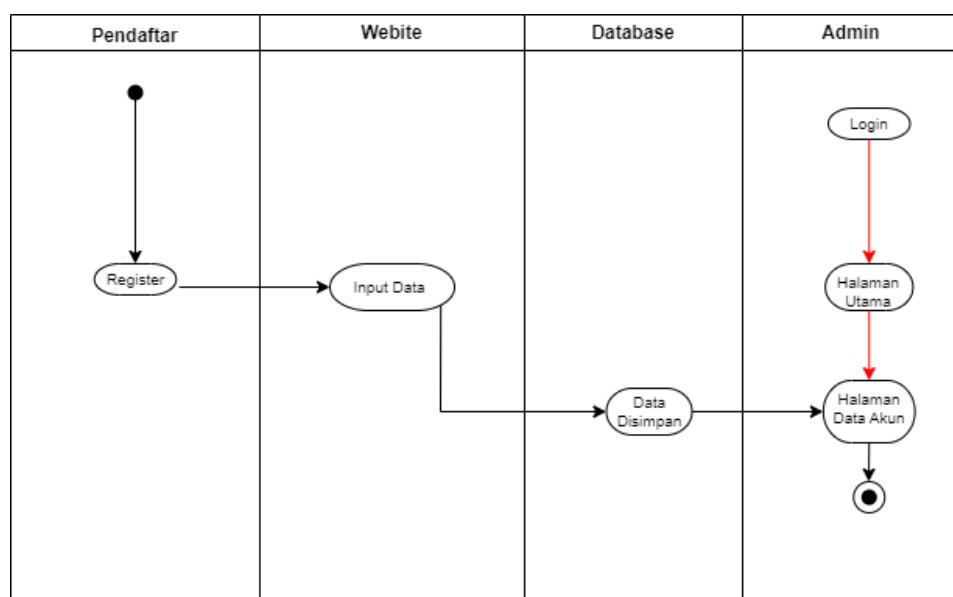 Pendaftar
Webite
Database
Admin
Login
Register
Input Data
Halaman
Utama
Data
Disimpan
Halaman
Data Akun